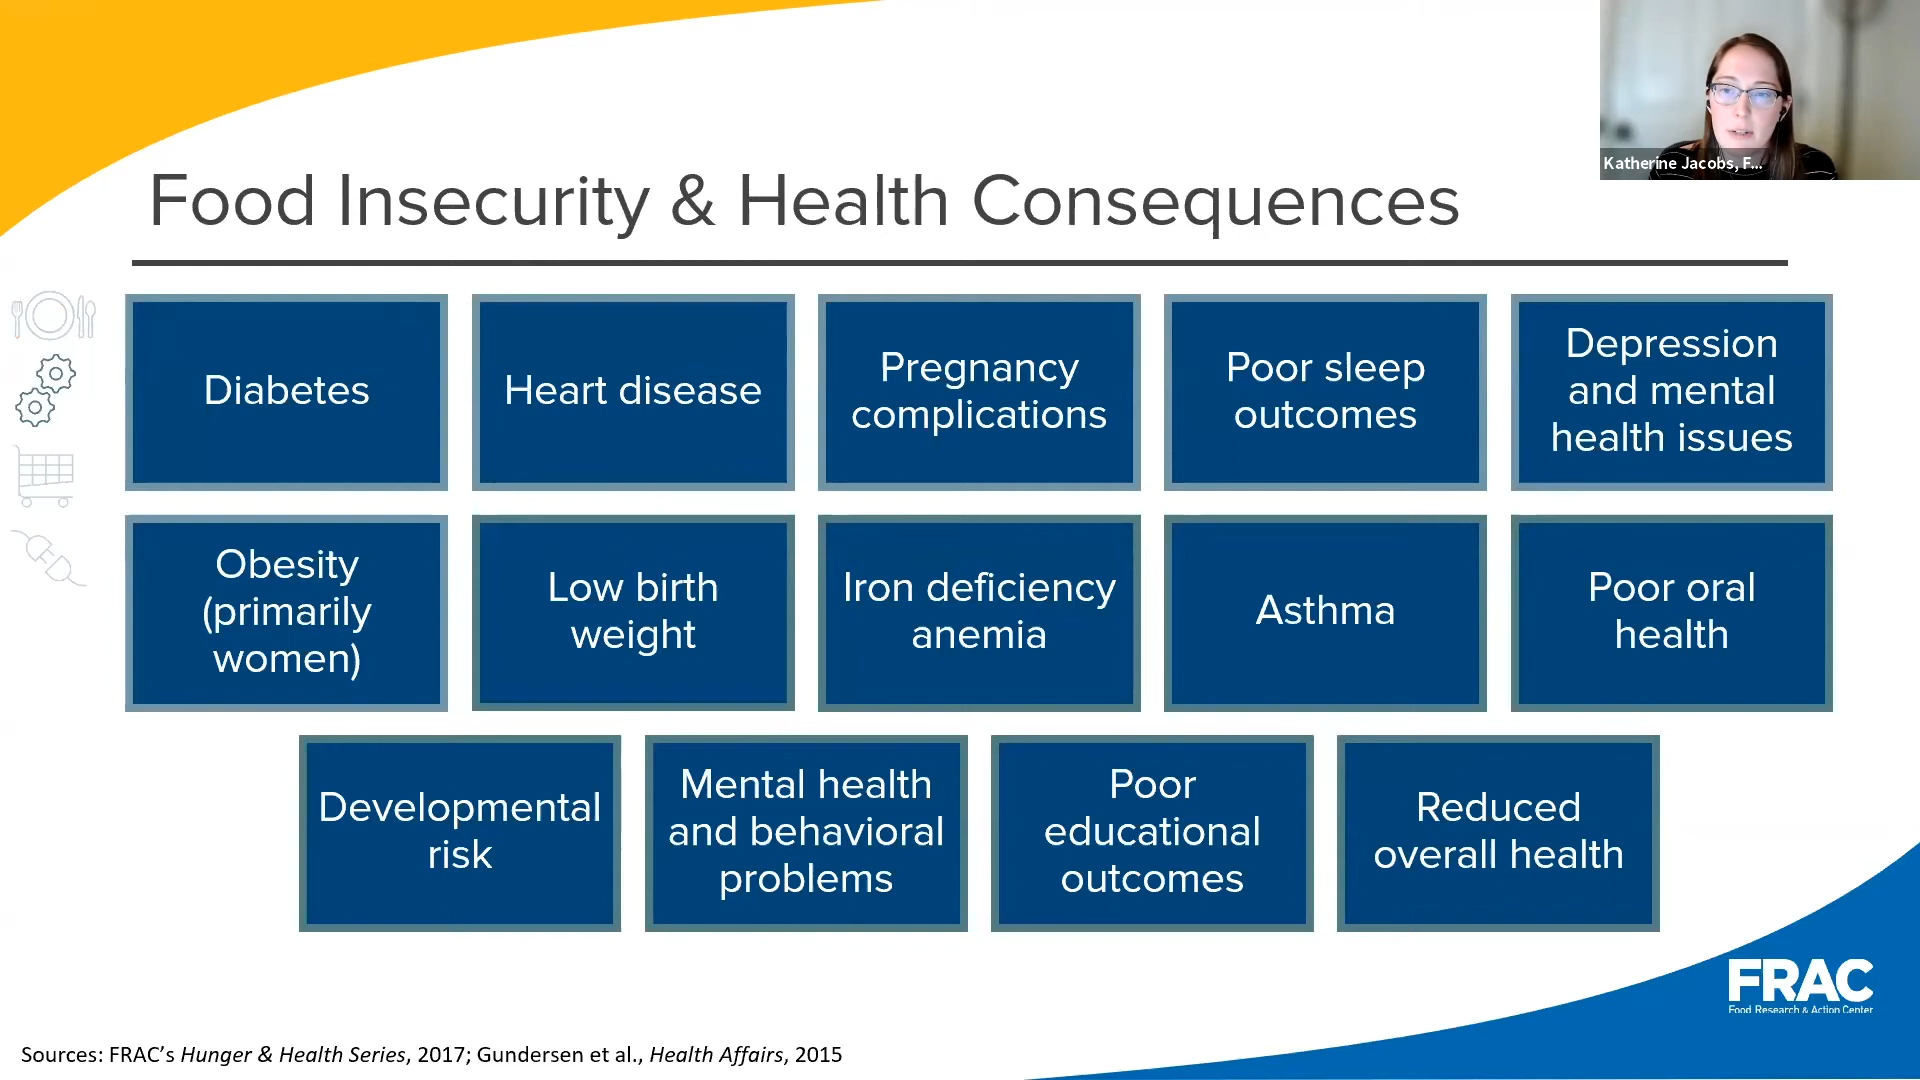 Katherine Jacobs, F...
Food Insecurity & Health Consequences
Diabetes
Heart disease
Pregnancy
complications
Poor sleep
outcomes
Depression
and mental
health issues
Obesity
(primarily
women)
Low birth
weight
Iron deficiency
anemia
Asthma
Poor oral
health
Developmental
risk
Mental health
and behavioral
problems
Poor
educational
outcomes
Reduced
overall health
FRAC
Food Research & Action Center
Sources: FRAC’s Hunger & Health Series, 2017; Gundersen et al., Health Affairs, 2015